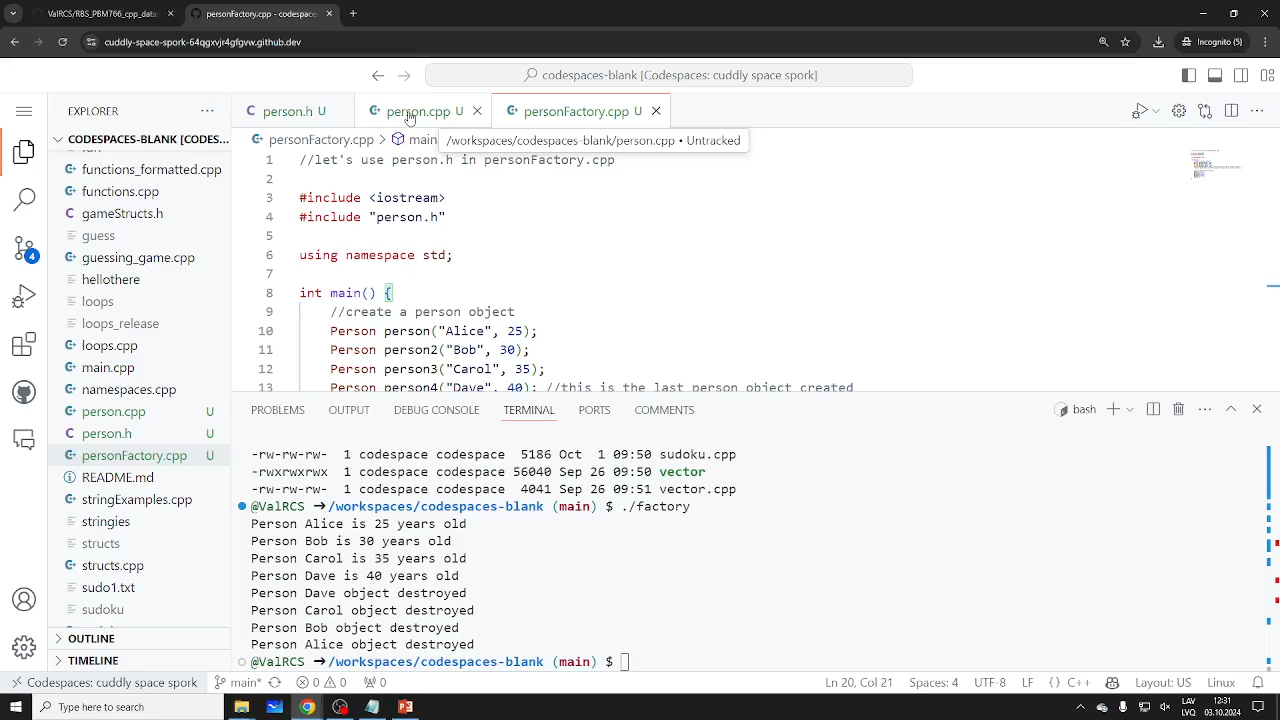 ValRCS/RBS_PBM766_cpp_data
personFactory.cpp - codespaces-b
cuddly-space-spork-64qgxvjr4gfgvw.github.dev
Incognito (5)
codespaces-blank [Codespaces: cuddly space spork]
EXPLORER
person.h U
person.cpp U
personFactory.cpp U
CODESPACES-BLANK [CODES...
personFactory.cpp > main
/workspaces/codespaces-blank/person.cpp • Untracked
functions_formatted.cpp
functions.cpp
gameStructs.h
guess
guessing_game.cpp
hellothere
loops
loops_release
loops.cpp
main.cpp
namespaces.cpp
person.cpp U
person.h U
personFactory.cpp U
README.md
stringExamples.cpp
stringies
structs
structs.cpp
sudo1.txt
sudoku
OUTLINE
TIMELINE
4
1 //let's use person.h in personFactory.cpp
2
3 #include <iostream>
4 #include "person.h"
5
6 using namespace std;
7
8 int main() {
9 //create a person object
10 Person person("Alice", 25);
11 Person person2("Bob", 30);
12 Person person3("Carol", 35);
13 Person person4("Dave", 40); //this is the last person object created
PROBLEMS OUTPUT DEBUG CONSOLE TERMINAL PORTS COMMENTS
bash
-rw-rw-rw- 1 codespace codespace 5186 Oct 1 09:50 sudoku.cpp
-rwxrwxrwx 1 codespace codespace 56040 Sep 26 09:50 vector
-rw-rw-rw- 1 codespace codespace 4041 Sep 26 09:51 vector.cpp
@ValRCS ➜/workspaces/codespaces-blank (main) $ ./factory
Person Alice is 25 years old
Person Bob is 30 years old
Person Carol is 35 years old
Person Dave is 40 years old
Person Dave object destroyed
Person Carol object destroyed
Person Bob object destroyed
Person Alice object destroyed
@ValRCS ➜/workspaces/codespaces-blank (main) $
Codespaces: cuddly space spork main* 0 0 0 Ln 20, Col 21 Spaces: 4 UTF-8 LF {} C++ Layout: US Linux
Type here to search
LAV
LVQ
12:31
03.10.2024